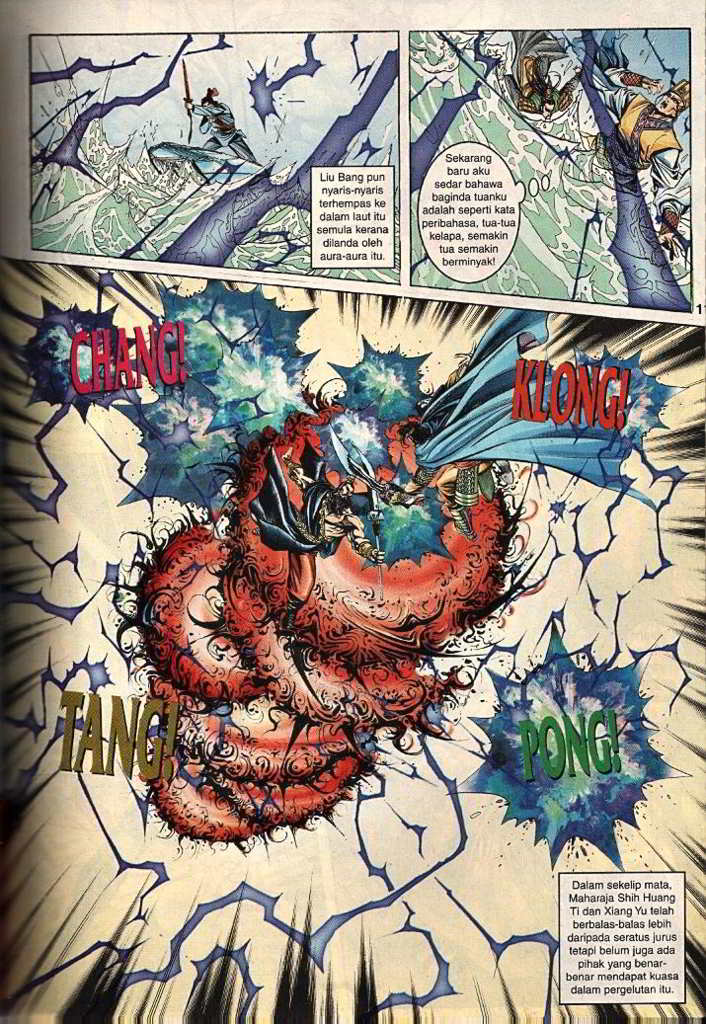 Liu Bang pun
nyaris-nyaris
terhempas ke
dalam laut itu
semula kerana
dilanda oleh
aura-aura itu.
Sekarang
baru aku
sedar bahawa
baginda tuanku
adalah seperti kata
peribahasa, tua-tua
kelapa, semakin
tua semakin
berminyak!
CHANG!
KLONG!
TANG!
PONG!
Dalam sekelip mata,
Maharaja Shih Huang
Ti dan Xiang Yu telah
berbalas-balas lebih
daripada seratus jurus
tetapi belum juga ada
pihak yang benar-
benar mendapat kuasa
dalam pergelutan itu.